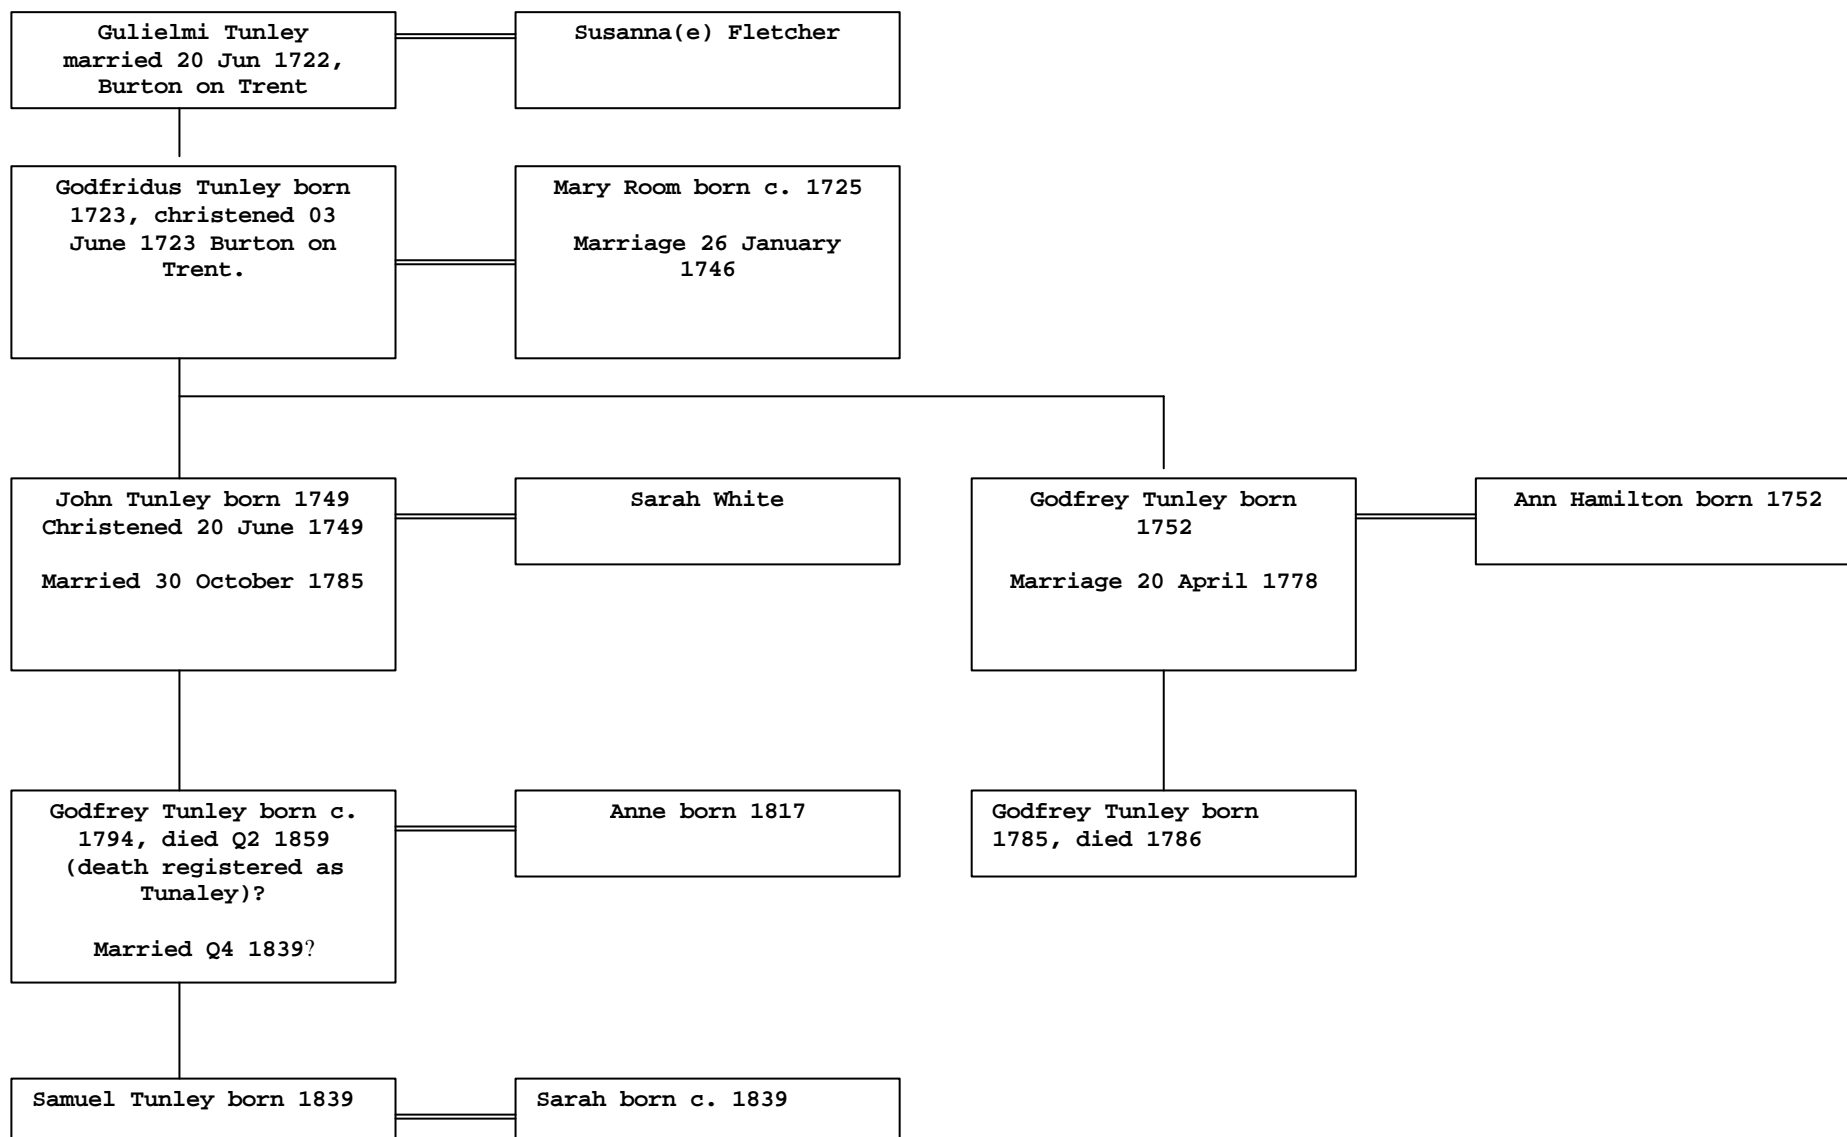 Gulielmi Tunley
married 20 Jun 1722,
Burton on Trent
Susanna(e) Fletcher
Godfridus Tunley born
1723, christened 03
June 1723 Burton on
Trent.
Mary Room born c. 1725
Marriage 26 January
1746
John Tunley born 1749
Christened 20 June 1749
Married 30 October 1785
Sarah White
Godfrey Tunley born
1752
Marriage 20 April 1778
Ann Hamilton born 1752
Godfrey Tunley born c.
1794, died Q2 1859
(death registered as
Tunaley)?
Married Q4 1839?
Anne born 1817
Godfrey Tunley born
1785, died 1786
Samuel Tunley born 1839
Sarah born c. 1839